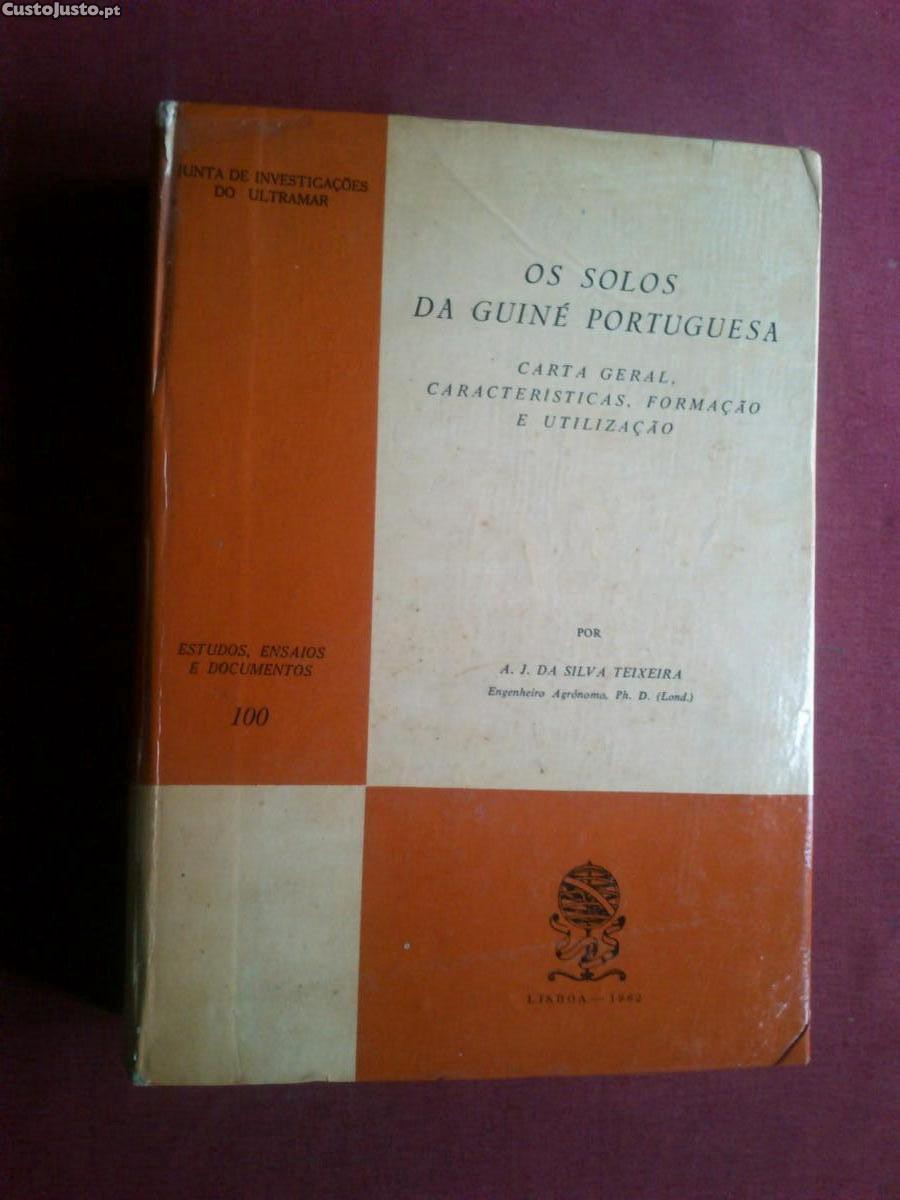 CustoJusto.pt
JUNTA DE INVESTIGAÇÕES
DO ULTRAMAR
OS SOLOS
DA GUINÉ PORTUGUESA
CARTA GERAL,
CARACTERÍSTICAS, FORMAÇÃO
E UTILIZAÇÃO
POR
A. J. DA SILVA TEIXEIRA
Engenheiro Agrónomo, Ph. D. (Lond.)
ESTUDOS, ENSAIOS
E DOCUMENTOS
100
LISBOA — 1962